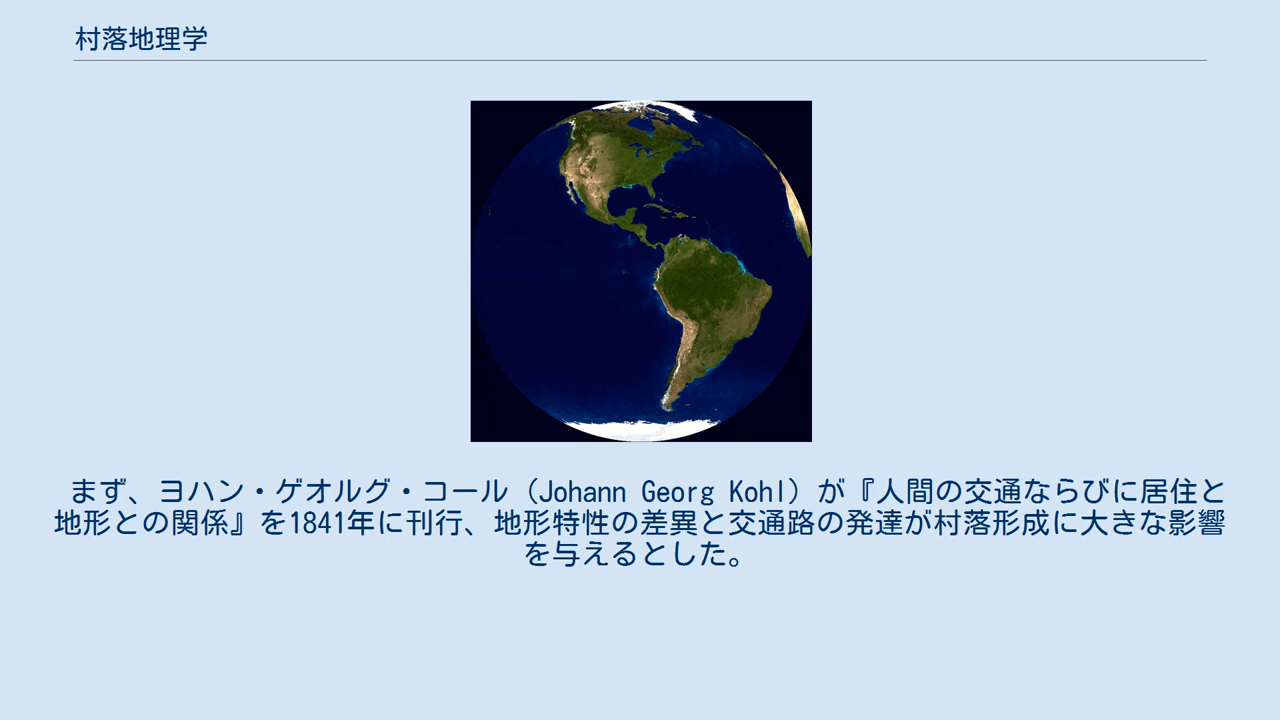 村落地理学
まず、ヨハン・ゲオルグ・コール（Johann Georg Kohl）が『人間の交通ならびに居住と
地形との関係』を1841年に刊行、地形特性の差異と交通路の発達が村落形成に大きな影響
を与えるとした。